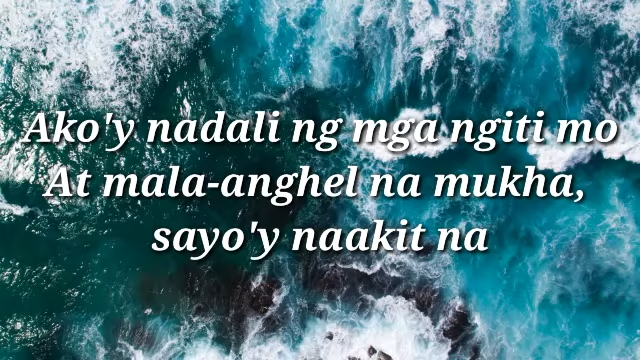 Ako'y nadali ng mga ngiti mo
At mala-anghel na mukha,
sayo'y naakit na